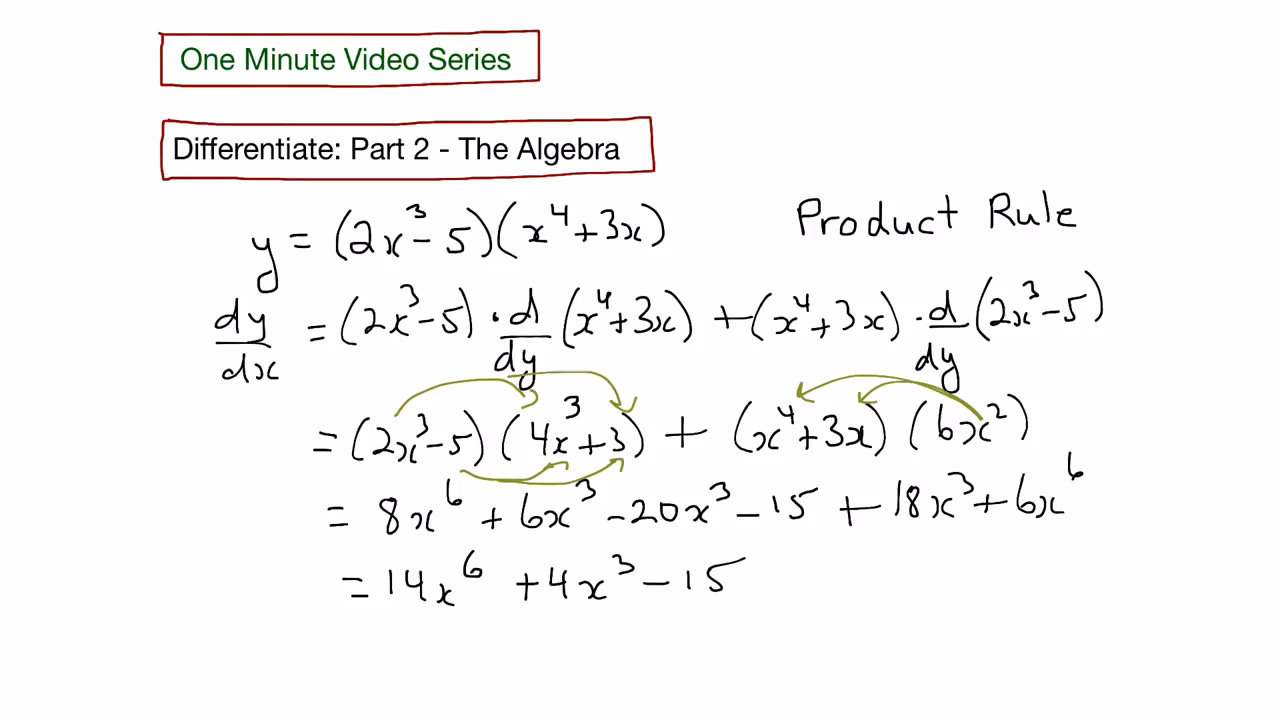 One Minute Video Series
Differentiate: Part 2 - The Algebra
y = (2x³ - 5)(x⁴ + 3x) Product Rule
dy/dx = (2x³ - 5) · d/dy (x⁴ + 3x) + (x⁴ + 3x) · d/dy (2x³ - 5)
= (2x³ - 5)(4x³ + 3) + (x⁴ + 3x)(6x²)
= 8x⁶ + 6x³ - 20x³ - 15 + 18x³ + 6x⁶
= 14x⁶ + 4x³ - 15